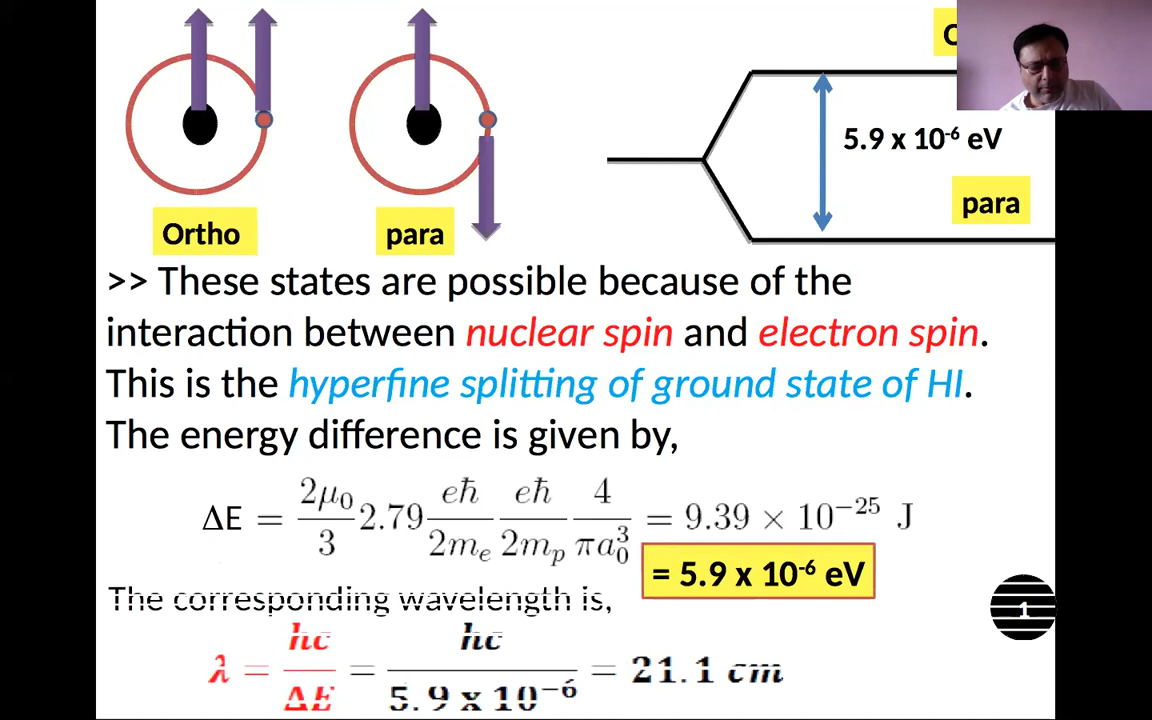 Ortho
para
5.9 x 10⁻⁶ eV
para
>> These states are possible because of the
interaction between nuclear spin and electron spin.
This is the hyperfine splitting of ground state of HI.
The energy difference is given by,
ΔE = 2μ₀/3 2.79 eħ/2mₑ eħ/2mₚ 4/πa₀³ = 9.39 × 10⁻²⁵ J
= 5.9 x 10⁻⁶ eV
The corresponding wavelength is,
1
λ = hc/ΔE = hc/5.9 x 10⁻⁶ = 21.1 cm